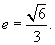 e = √6/3.